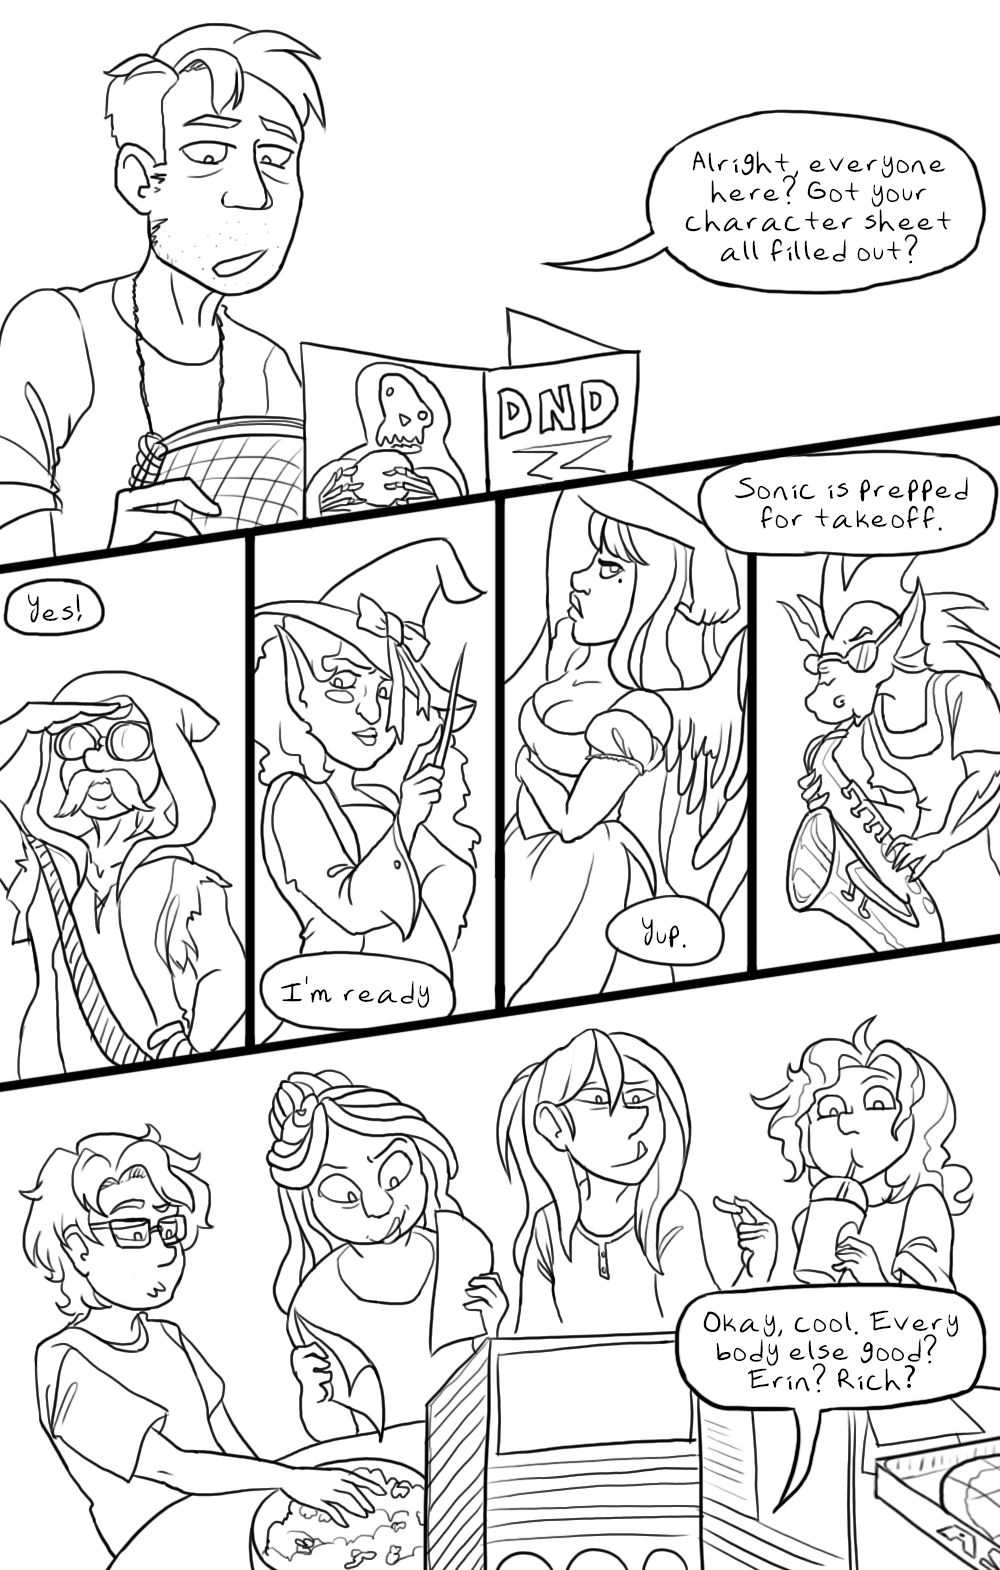 Alright, everyone
here? Got your
character sheet
all filled out?
DND
Yes!
I'm ready
Yup.
Sonic is prepped
for takeoff.
Okay, cool. Every
body else good?
Erin? Rich?